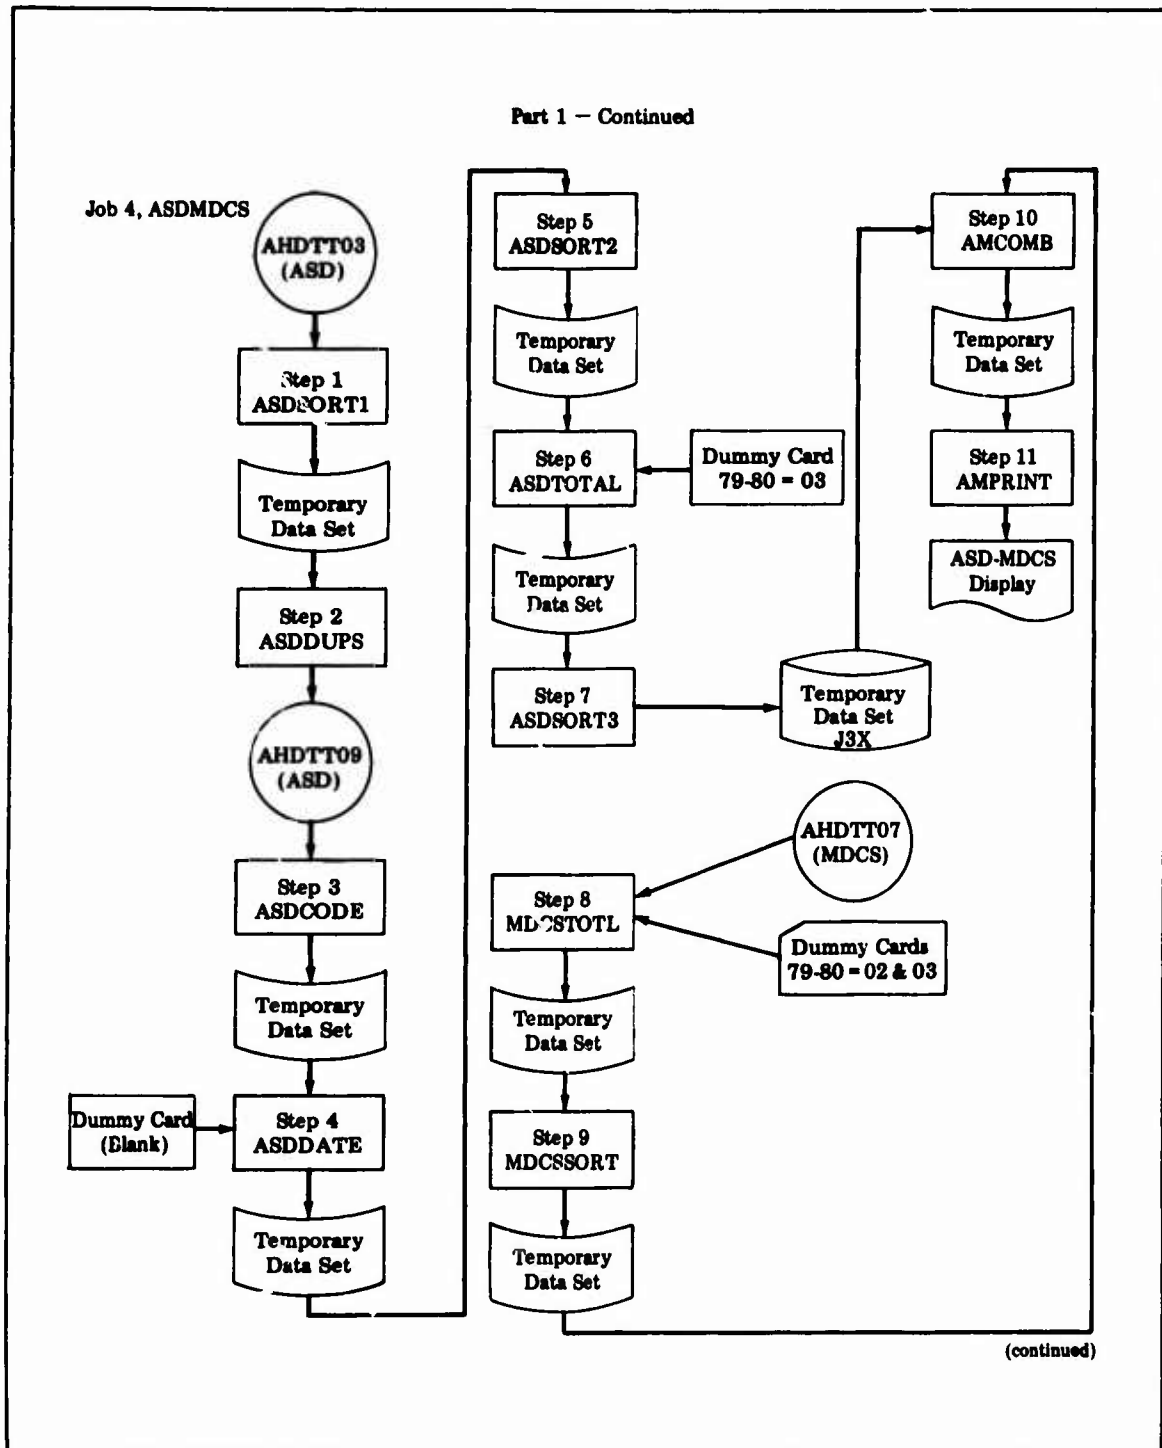 Part 1 — Continued
Job 4, ASDMDCS
AHDTT03
(ASD)
Step 1
ASDSORT1
Temporary
Data Set
Step 2
ASDDUPS
AHDTT09
(ASD)
Step 3
ASDCODE
Temporary
Data Set
Dummy Card
(Blank)
Step 4
ASDDATE
Temporary
Data Set
Step 5
ASDSORT2
Temporary
Data Set
Step 6
ASDTOTAL
Dummy Card
79-80 = 03
Temporary
Data Set
Step 7
ASDSORT3
Temporary
Data Set
J3X
AHDTT07
(MDCS)
Step 8
MDCSTOTL
Dummy Cards
79-80 = 02 & 03
Temporary
Data Set
Step 9
MDCSSORT
Temporary
Data Set
Step 10
AMCOMB
Temporary
Data Set
Step 11
AMPRINT
ASD-MDCS
Display
(continued)